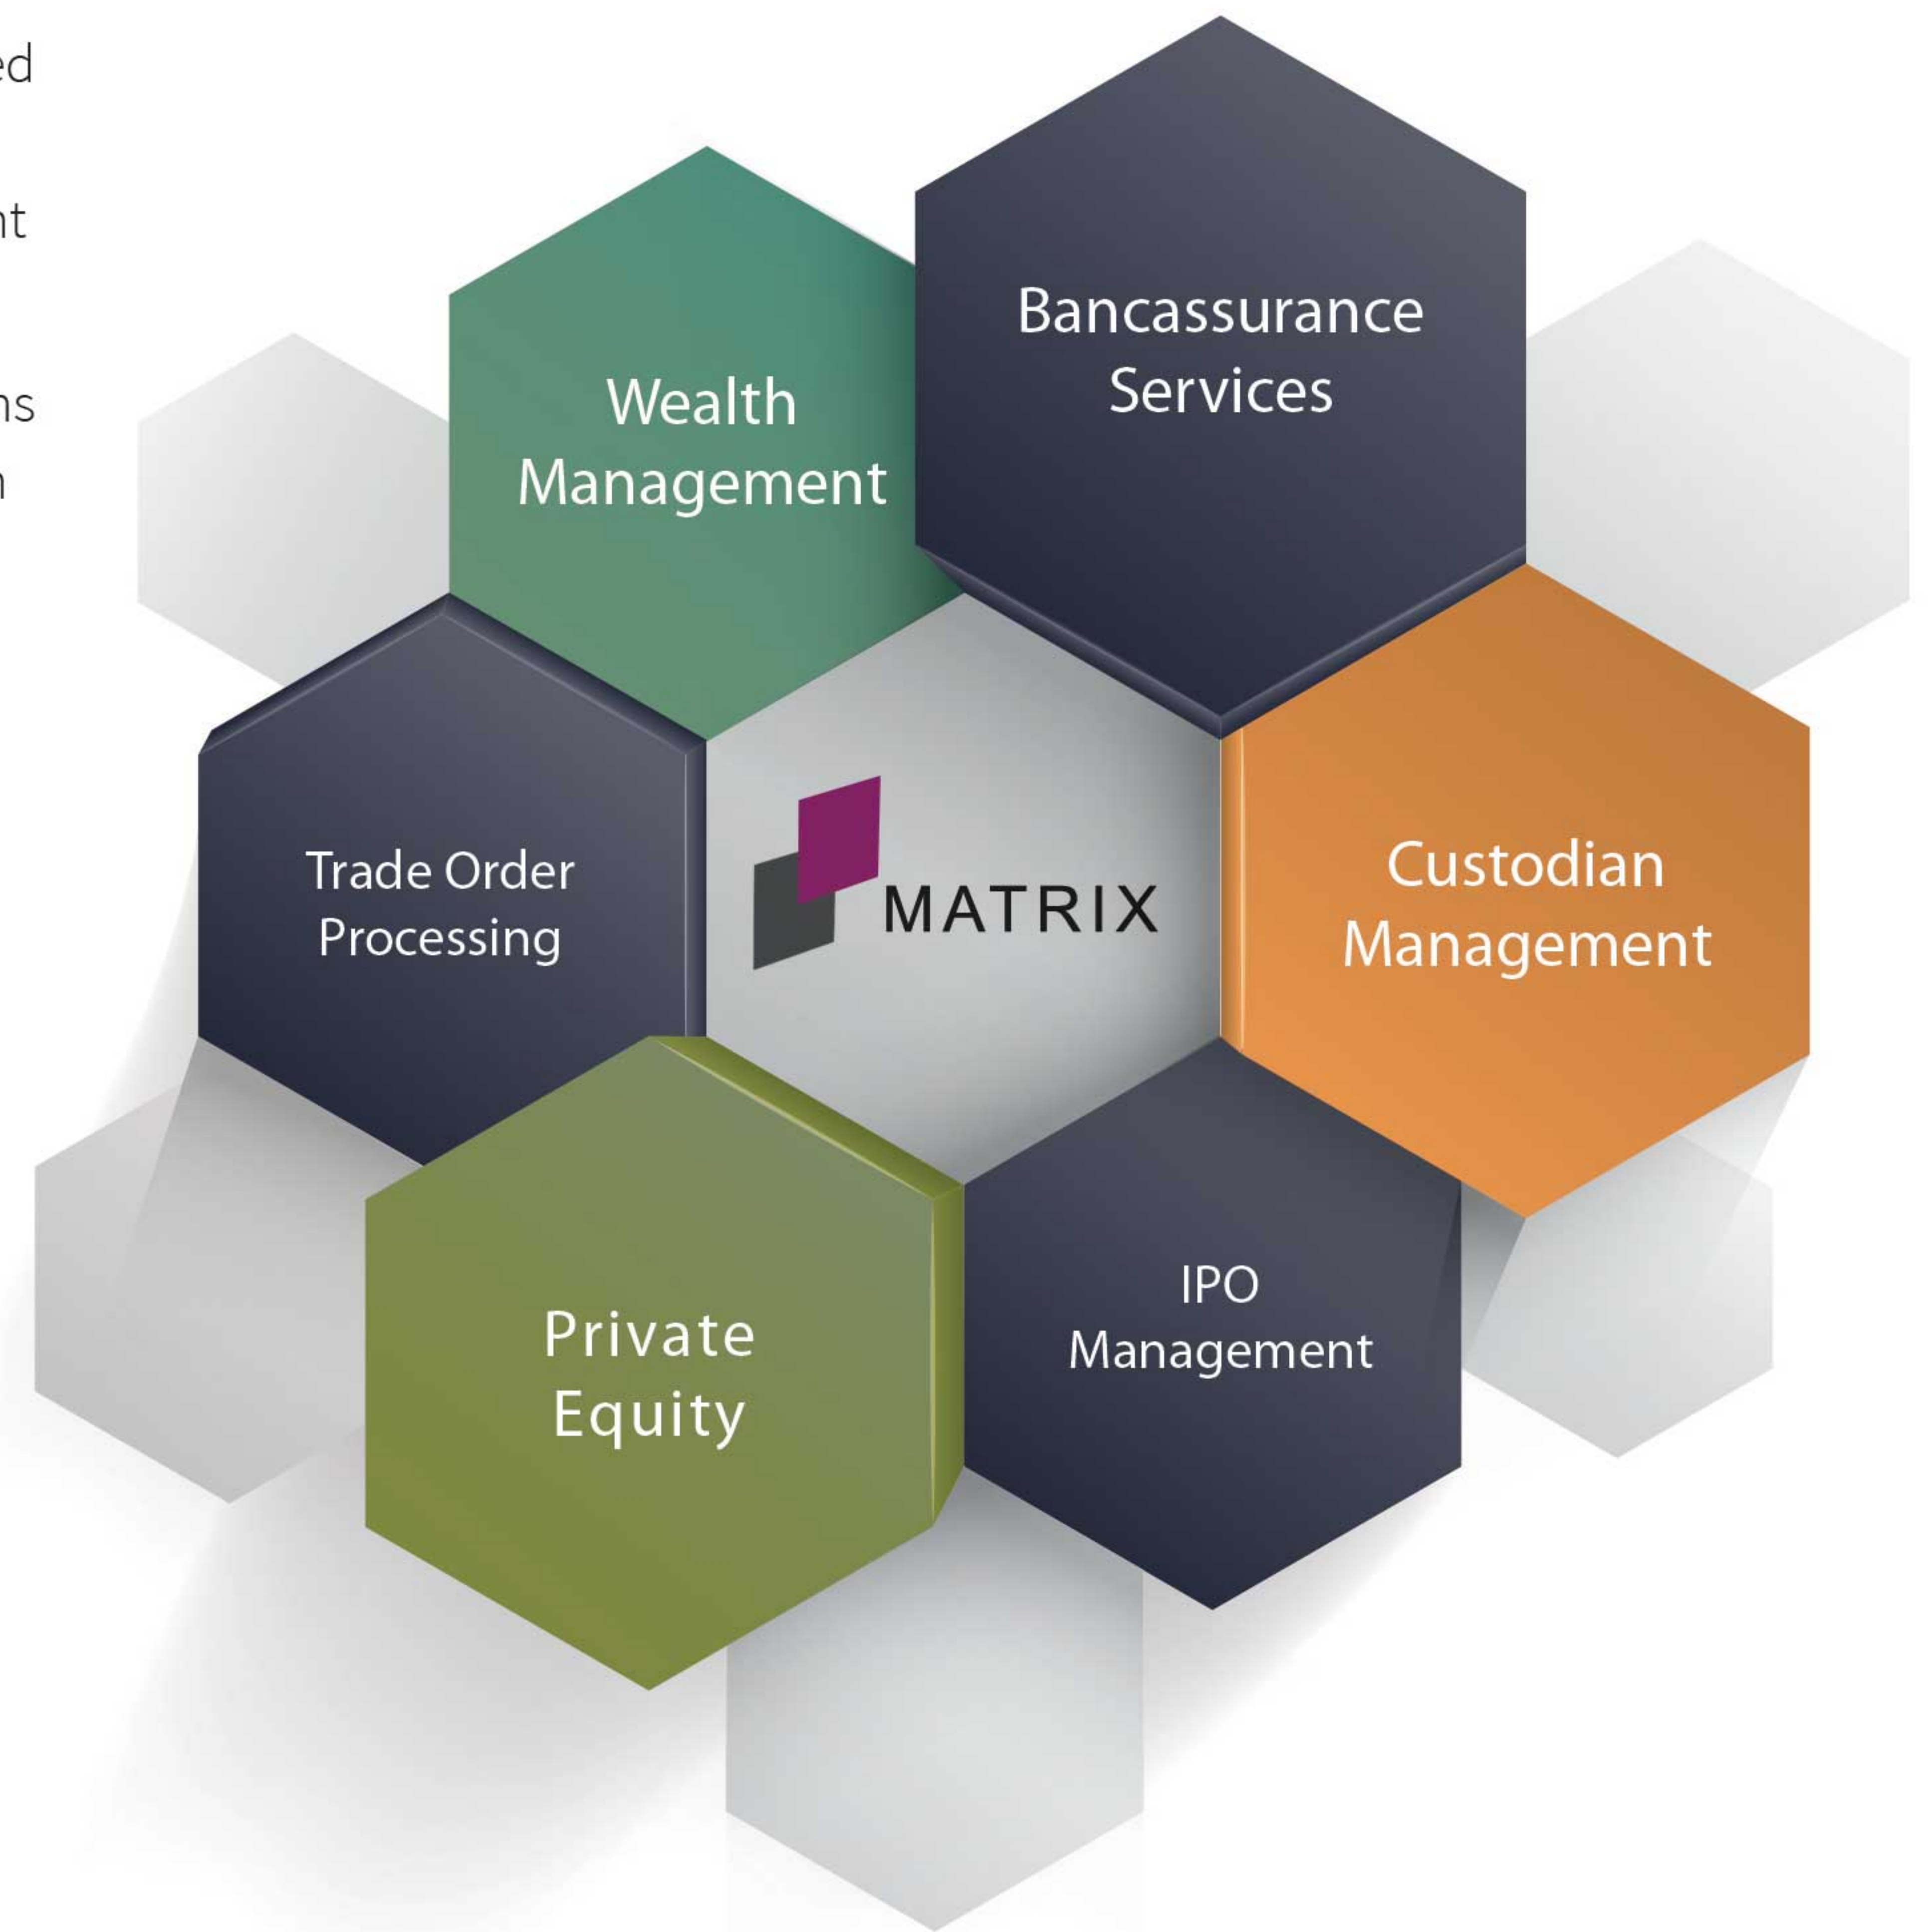 Wealth
Management
Bancassurance
Services
Trade Order
Processing
MATRIX
Custodian
Management
Private
Equity
IPO
Management